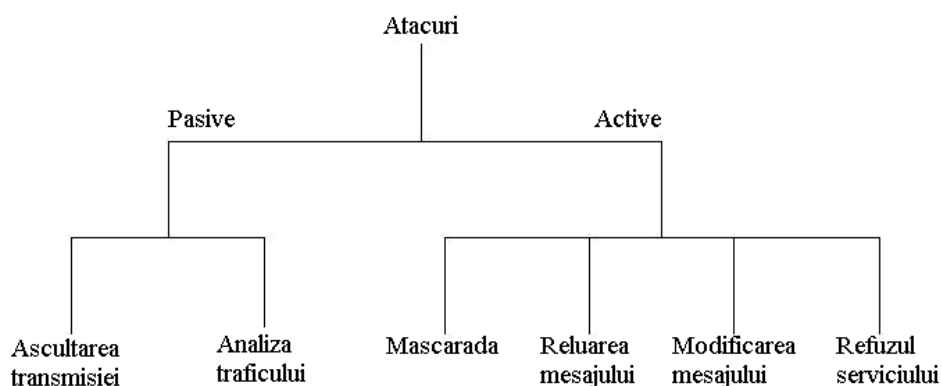 Atacuri
Pasive
Active
Ascultarea
transmisiei
Analiza
traficului
Mascarada
Reluarea
mesajului
Modificarea
mesajului
Refuzul
serviciului